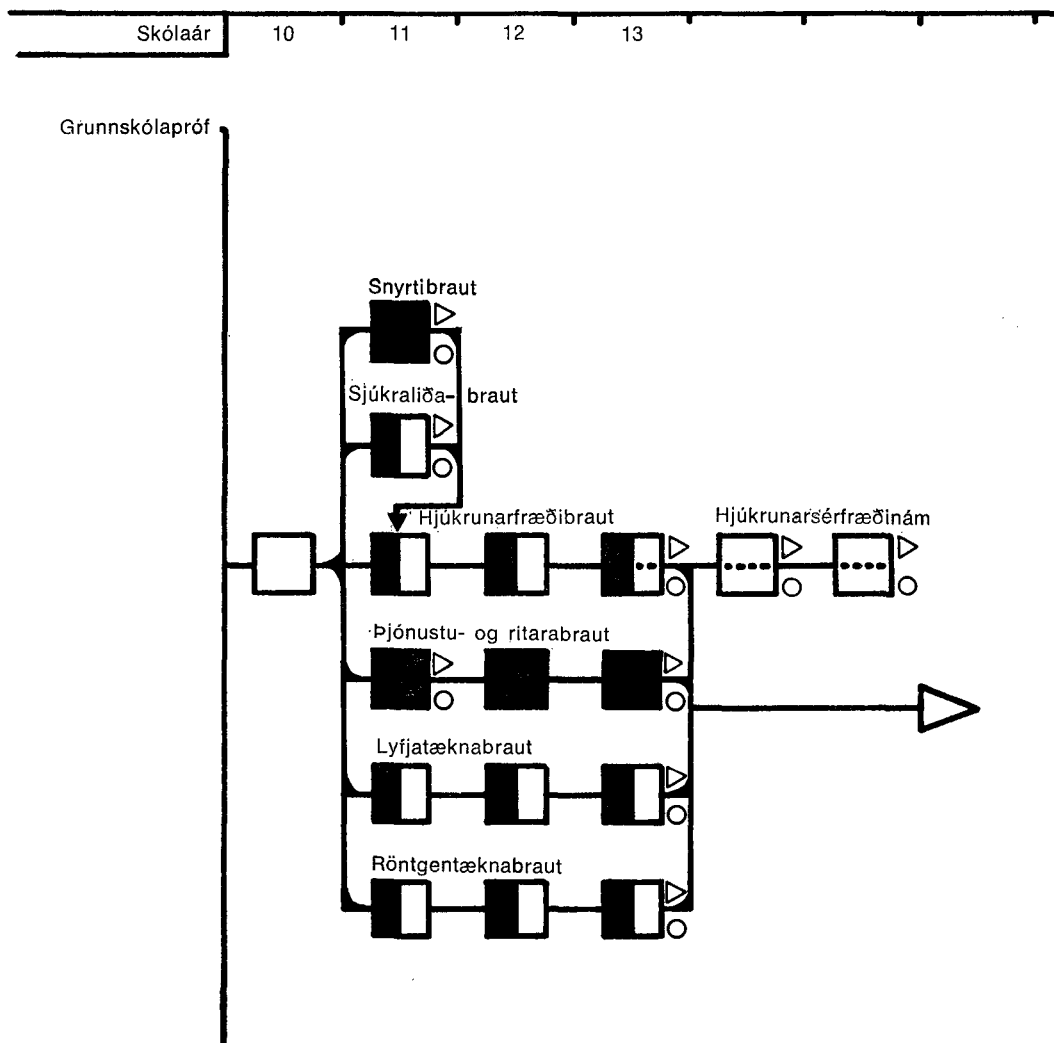 Skólaár 10 11 12 13
Grunnskólapróf
Snyrtibraut
Sjúkraliða- braut
Hjúkrunarfræðibraut Hjúkrunarsérfræðinám
Þjónustu- og ritarabraut
Lyfjatæknabraut
Röntgentæknabraut